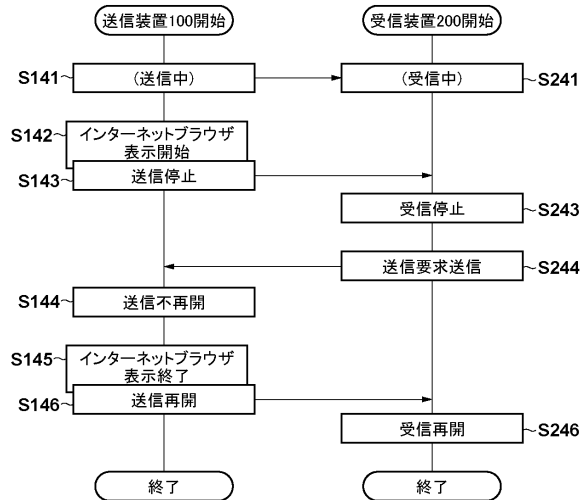 送信装置100開始
受信装置200開始
S141
(送信中)
(受信中)
S241
S142
インターネットブラウザ
表示開始
S143
送信停止
受信停止
S243
送信要求送信
S244
S144
送信不再開
S145
インターネットブラウザ
表示終了
S146
送信再開
受信再開
S246
終了
終了